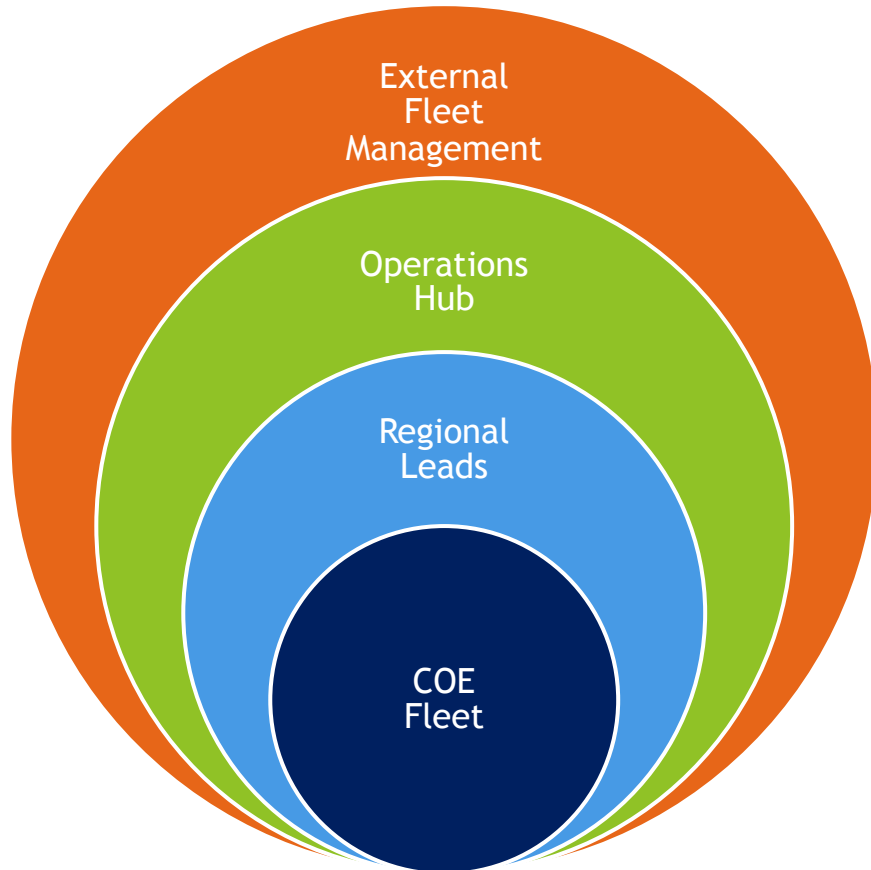 External
Fleet
Management
Operations
Hub
Regional
Leads
COE
Fleet